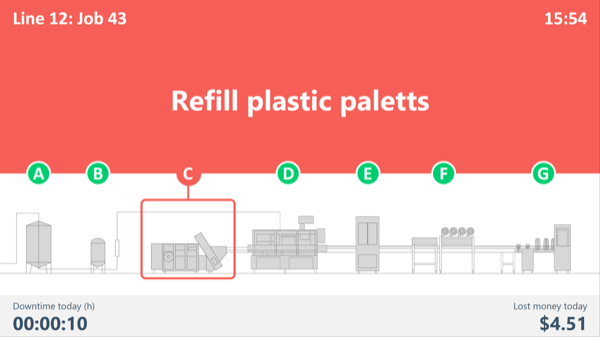 Line 12: Job 43
15:54
Refill plastic paletts
A B C D E F G
Downtime today (h)
Lost money today
00:00:10
$4.51